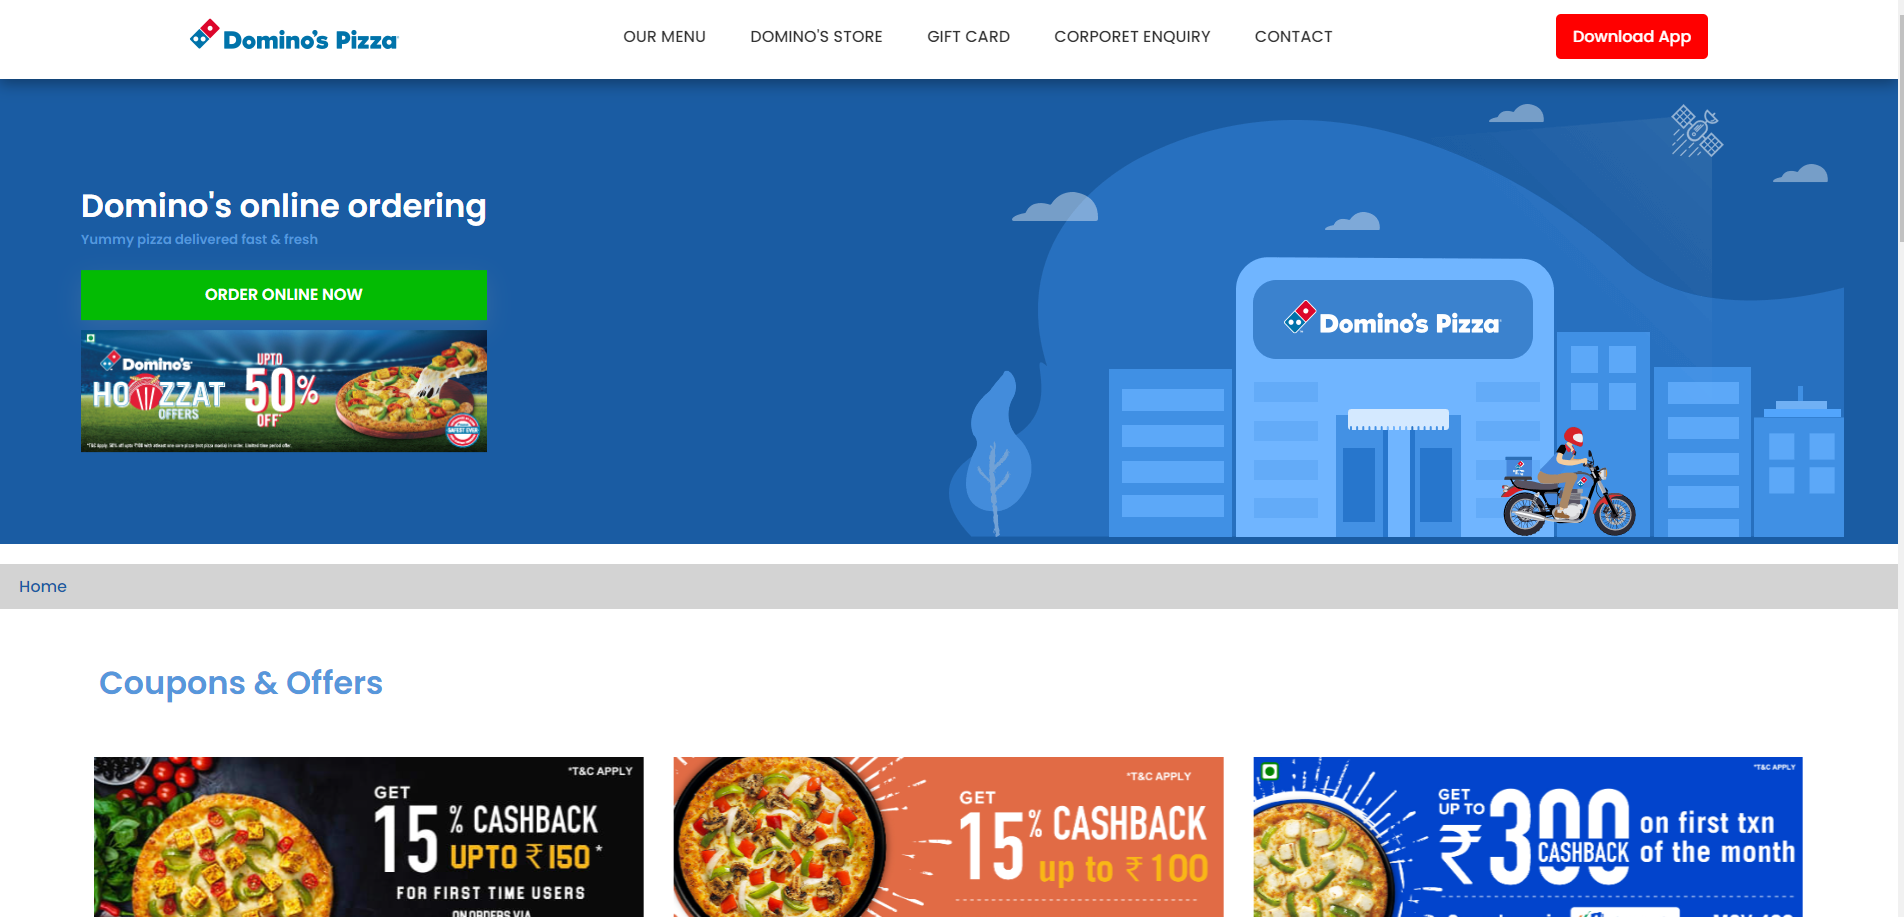 Domino's Pizza
OUR MENU
DOMINO'S STORE
GIFT CARD
CORPORET ENQUIRY
CONTACT
Download App
Domino's online ordering
Yummy pizza delivered fast & fresh
ORDER ONLINE NOW
Domino's
HOWZZAT
OFFERS
UPTO
50%
OFF*
Domino's Pizza
Home
Coupons & Offers
*T&C APPLY
GET
15% CASHBACK
UPTO ₹150*
FOR FIRST TIME USERS
ON ORDERS VIA
*T&C APPLY
GET
15% CASHBACK
up to ₹100
*T&C APPLY
GET
UP TO
₹300
CASHBACK
on first txn
of the month